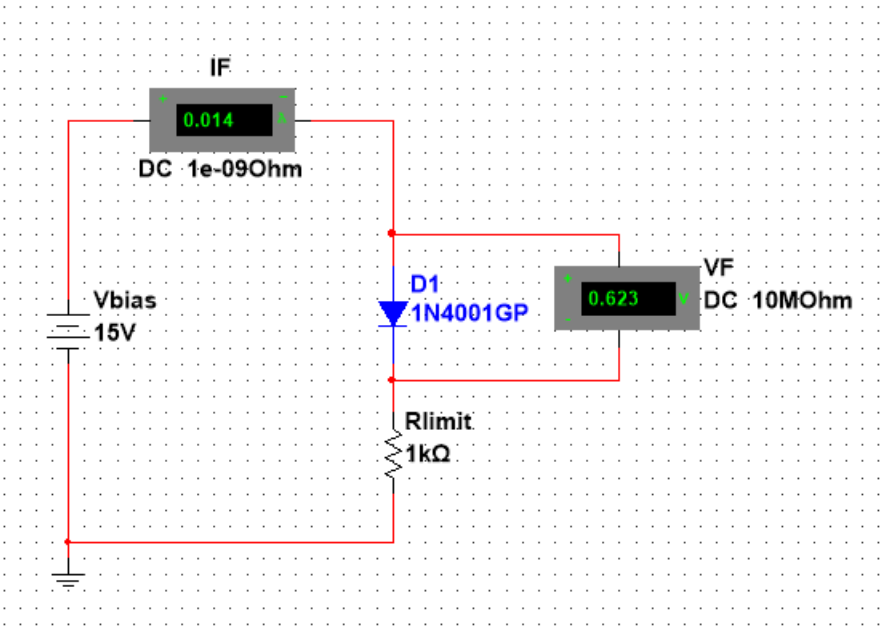 IF
+ −
0.014 A
DC 1e-09Ohm
D1
1N4001GP
VF
+
0.623 V
-
DC 10MOhm
Vbias
15V
Rlimit
1kΩ